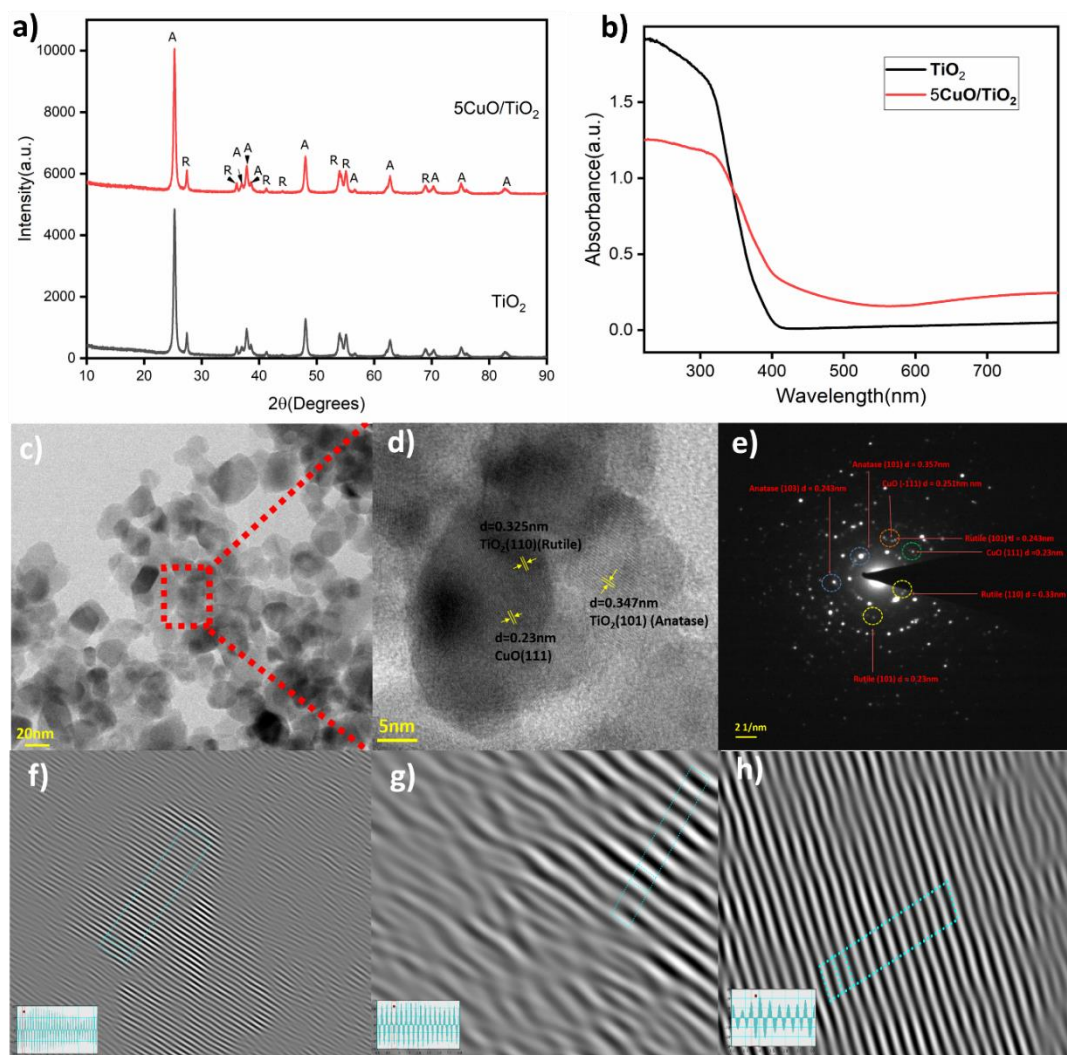 a)
A
10000
8000
6000
4000
2000
0
5CuO/TiO₂
R
R
A
A
A
R
R
A
R
R
A
A
R A
A
A
TiO₂
Intensity(a.u.)
10 20 30 40 50 60 70 80 90
2θ(Degrees)
b)
TiO₂
5CuO/TiO₂
1.5
1.0
0.5
0.0
Absorbance(a.u.)
300 400 500 600 700
Wavelength(nm)
c)
20nm
d)
d=0.325nm
TiO₂(110)(Rutile)
d=0.347nm
TiO₂(101) (Anatase)
d=0.23nm
CuO(111)
5nm
e)
Anatase (101) d = 0.357nm
Anatase (103) d = 0.243nm
CuO (-111) d = 0.251nm nm
Rutile (101) d = 0.243nm
CuO (111) d =0.23nm
Rutile (110) d = 0.33nm
Rutile (101) d = 0.23nm
2 1/nm
f)
g)
h)